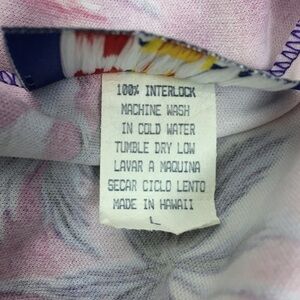 100% INTERLOCK
MACHINE WASH
IN COLD WATER
TUMBLE DRY LOW
LAVAR A MAQUINA
SECAR CICLO LENTO
MADE IN HAWAII
L